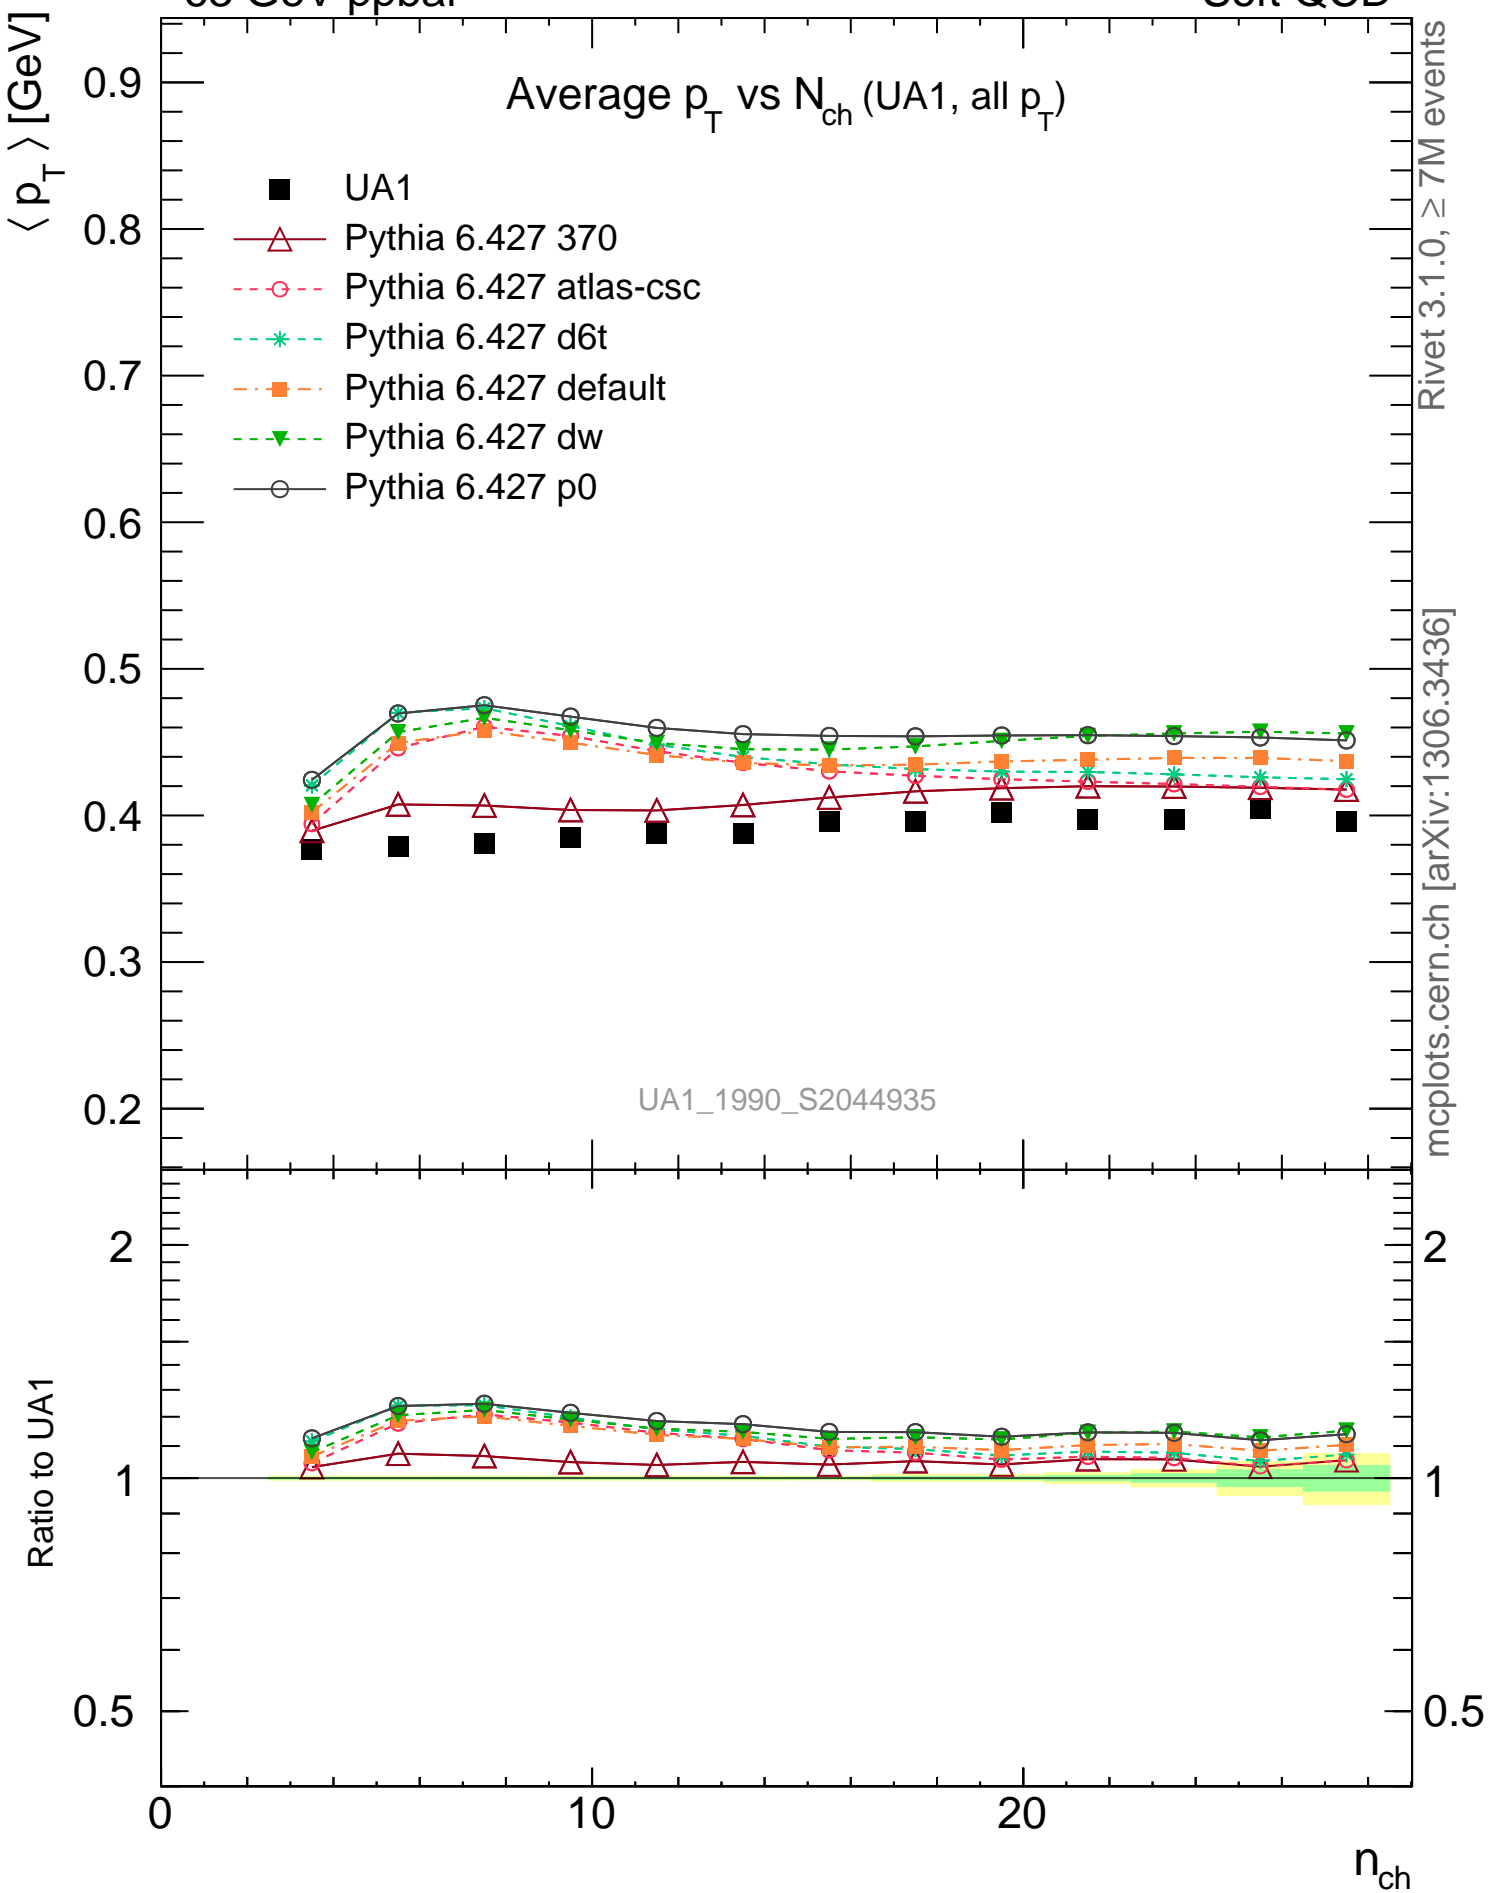 Soft QCD
⟨ p_T ⟩ [GeV]
Average p_T vs N_ch (UA1, all p_T)
UA1
Pythia 6.427 370
Pythia 6.427 atlas-csc
Pythia 6.427 d6t
Pythia 6.427 default
Pythia 6.427 dw
Pythia 6.427 p0
0.9
0.8
0.7
0.6
0.5
0.4
0.3
0.2
UA1_1990_S2044935
Rivet 3.1.0, ≥ 7M events
mcplots.cern.ch [arXiv:1306.3436]
Ratio to UA1
2
1
0.5
2
1
0.5
0
10
20
n_ch